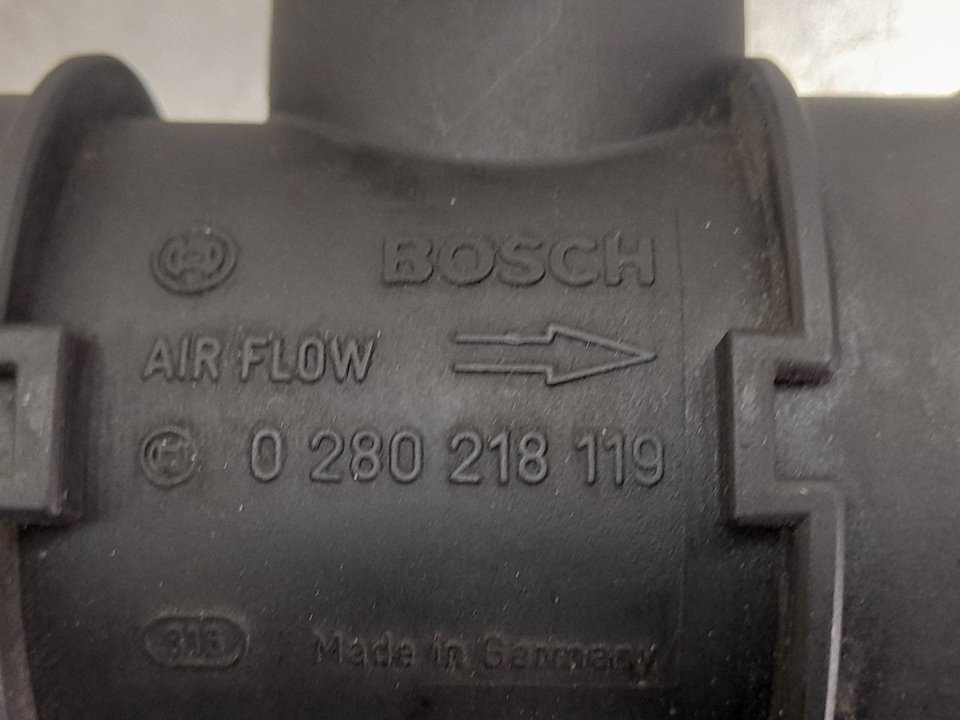 BOSCH
AIR FLOW
0 280 218 119
Made in Germany